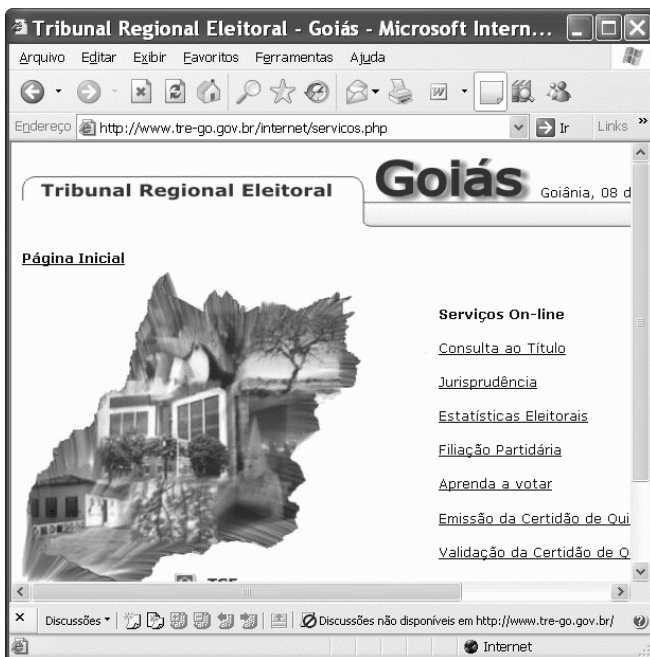 Tribunal Regional Eleitoral - Goiás - Microsoft Intern...
Arquivo Editar Exibir Favoritos Ferramentas Ajuda
Endereço http://www.tre-go.gov.br/internet/servicos.php Ir Links »
Tribunal Regional Eleitoral
Goiás
Goiânia, 08 d
Página Inicial
Serviços On-line
Consulta ao Título
Jurisprudência
Estatísticas Eleitorais
Filiação Partidária
Aprenda a votar
Emissão da Certidão de Qui
Validação da Certidão de Q
TSE
Discussões Discussões não disponíveis em http://www.tre-go.gov.br/
Internet